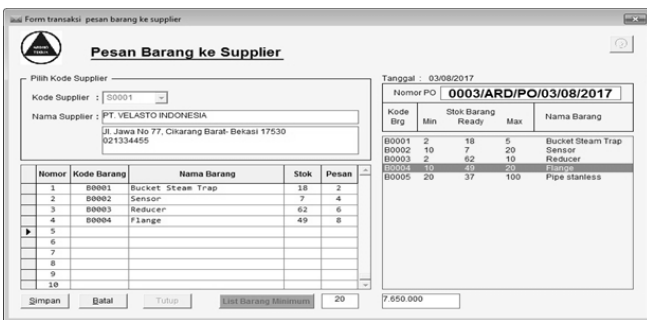 Form transaksi pesan barang ke supplier
Pesan Barang ke Supplier
Pilih Kode Supplier
Kode Supplier : S0001
Nama Supplier : PT. VELASTO INDONESIA
Jl. Jawa No 77, Cikarang Barat- Bekasi 17530
021334455
Nomor Kode Barang Nama Barang Stok Pesan
1 B0001 Bucket Steam Trap 18 2
2 B0002 Sensor 7 4
3 B0003 Reducer 62 6
4 B0004 Flange 49 8
5
6
7
8
9
10
Simpan Batal Tutup List Barang Minimum 20
Tanggal : 03/08/2017
Nomor PO 0003/ARD/PO/03/08/2017
Kode Brg Min Stok Barang Ready Max Nama Barang
B0001 2 18 5 Bucket Steam Trap
B0002 10 7 20 Sensor
B0003 2 62 10 Reducer
B0004 10 49 20 Flange
B0005 20 37 100 Pipe stanless
7.650.000